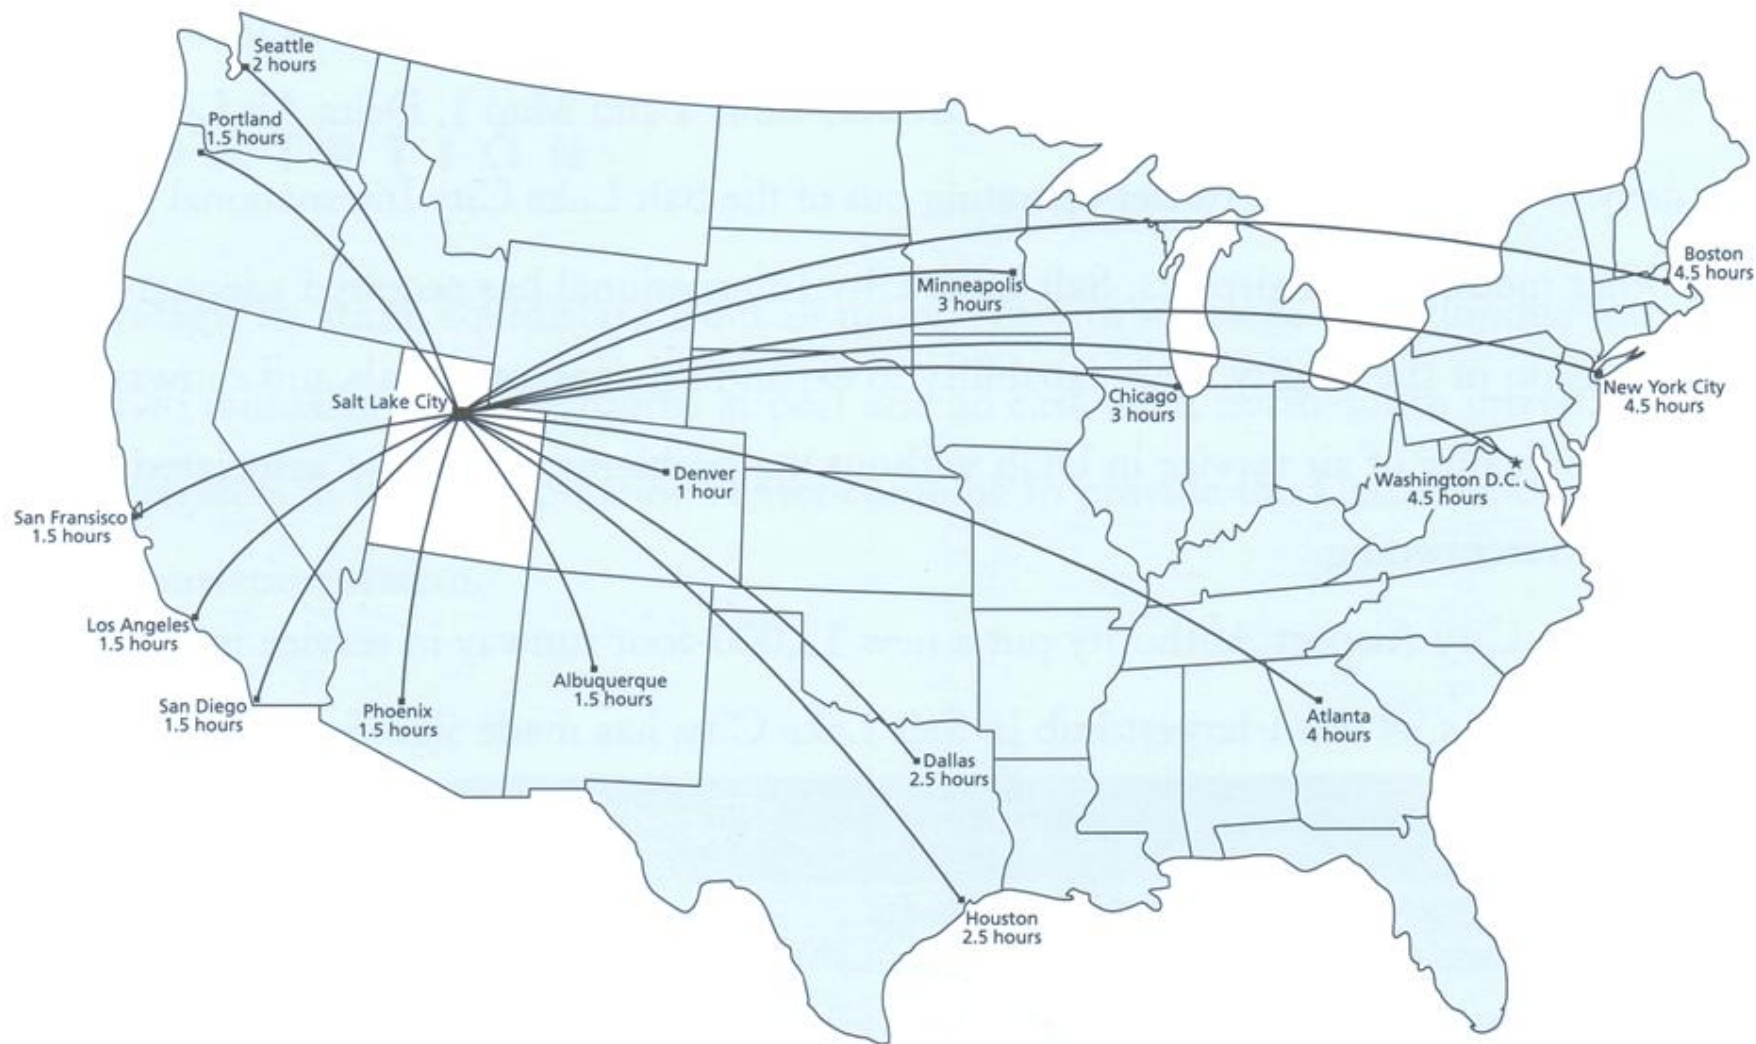 Seattle
2 hours
Portland
1.5 hours
Boston
4.5 hours
Minneapolis
3 hours
Chicago
3 hours
New York City
4.5 hours
Salt Lake City
Denver
1 hour
Washington D.C.
4.5 hours
San Fransisco
1.5 hours
Los Angeles
1.5 hours
San Diego
1.5 hours
Phoenix
1.5 hours
Albuquerque
1.5 hours
Atlanta
4 hours
Dallas
2.5 hours
Houston
2.5 hours